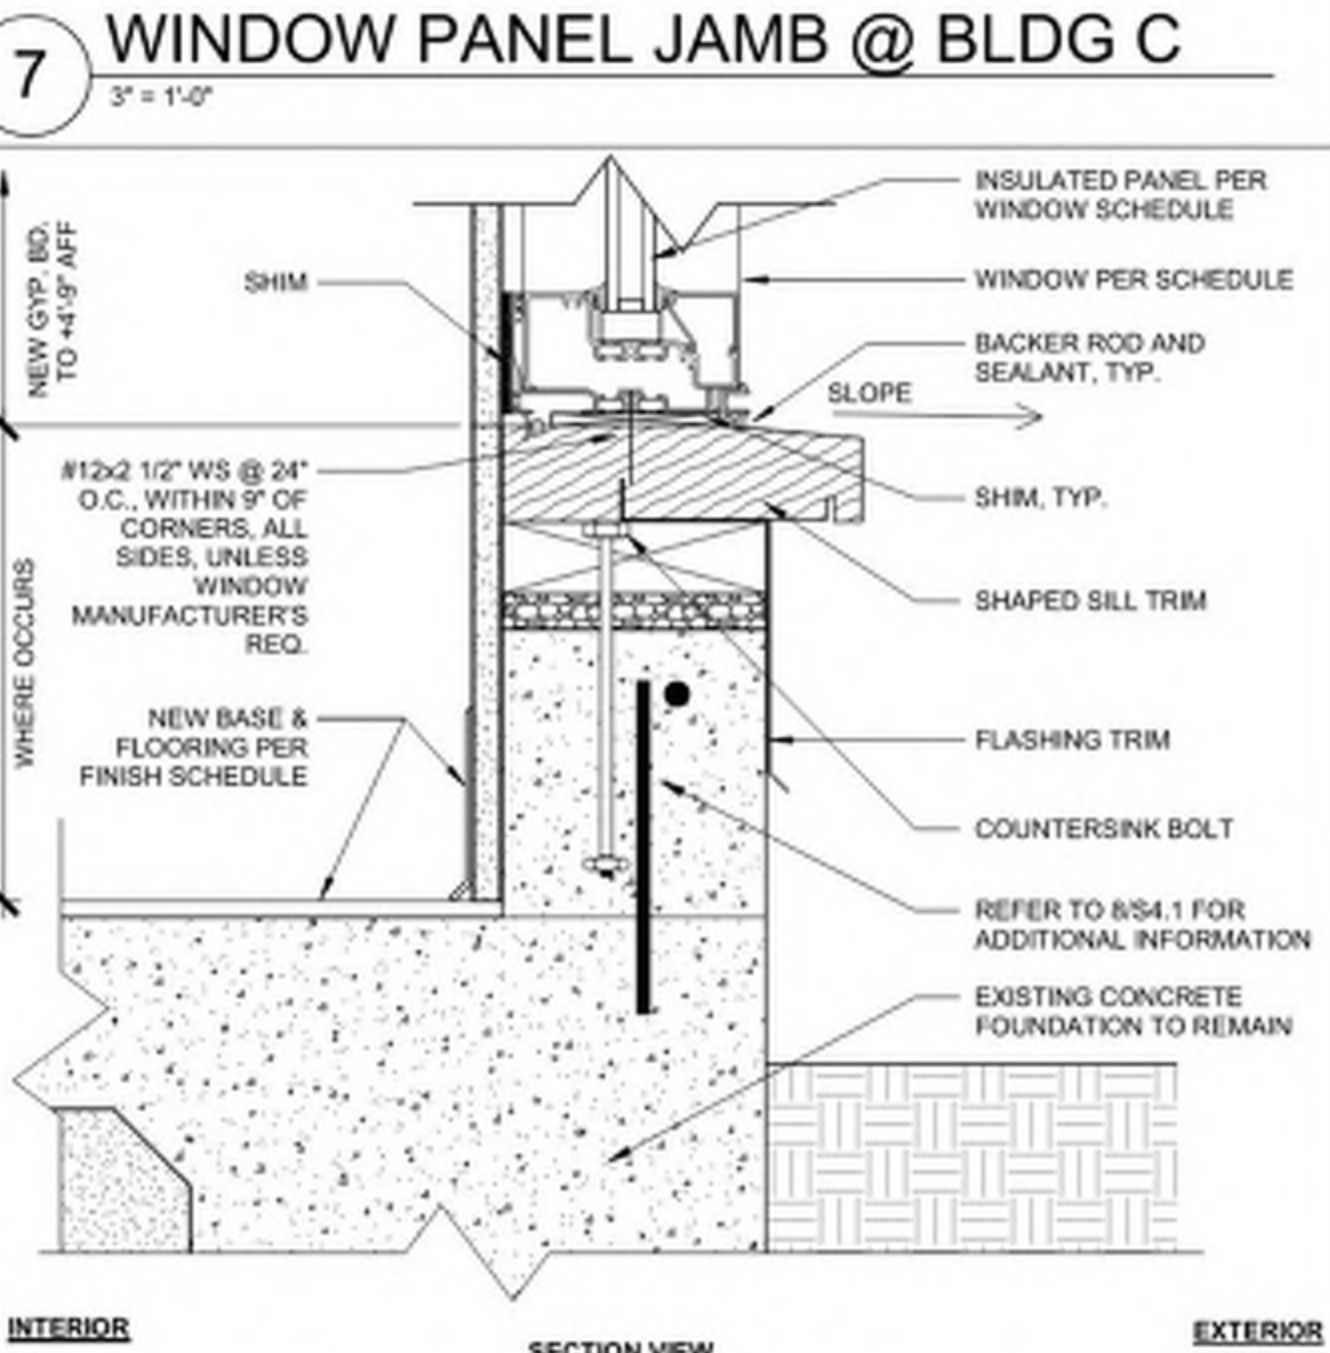 7
WINDOW PANEL JAMB @ BLDG C
3" = 1'-0"
INSULATED PANEL PER
WINDOW SCHEDULE
WINDOW PER SCHEDULE
BACKER ROD AND
SEALANT, TYP.
SLOPE
SHIM, TYP.
SHAPED SILL TRIM
FLASHING TRIM
COUNTERSINK BOLT
REFER TO 8/S4.1 FOR
ADDITIONAL INFORMATION
EXISTING CONCRETE
FOUNDATION TO REMAIN
NEW GYP. BD.
TO +4'-9" AFF
SHIM
#12x2 1/2" WS @ 24"
O.C., WITHIN 9" OF
CORNERS, ALL
SIDES, UNLESS
WINDOW
MANUFACTURER'S
REQ.
WHERE OCCURS
NEW BASE &
FLOORING PER
FINISH SCHEDULE
INTERIOR
SECTION VIEW
EXTERIOR